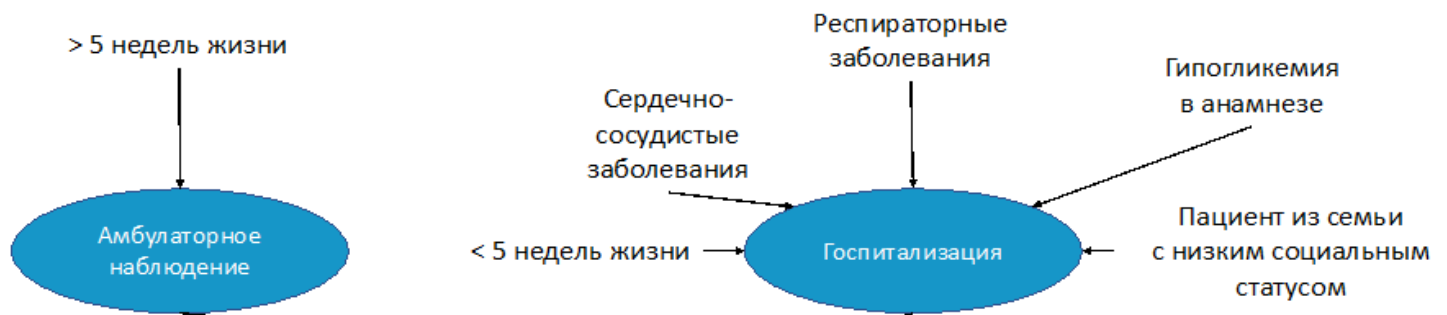 > 5 недель жизни
Амбулаторное
наблюдение
Респираторные
заболевания
Сердечно-
сосудистые
заболевания
Гипогликемия
в анамнезе
< 5 недель жизни
Госпитализация
Пациент из семьи
с низким социальным
статусом